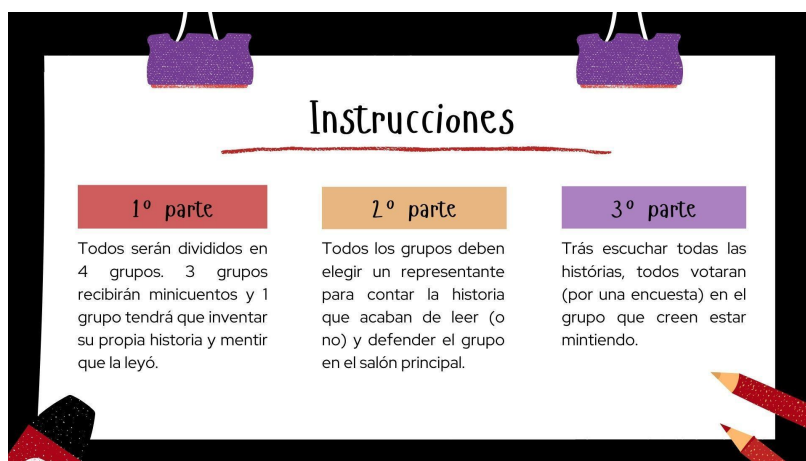 Instrucciones
1º parte
Todos serán divididos en
4 grupos. 3 grupos
recibirán minicuentos y 1
grupo tendrá que inventar
su propia historia y mentir
que la leyó.
2º parte
Todos los grupos deben
elegir un representante
para contar la historia
que acaban de leer (o
no) y defender el grupo
en el salón principal.
3º parte
Trás escuchar todas las
histórias, todos votaran
(por una encuesta) en el
grupo que creen estar
mintiendo.